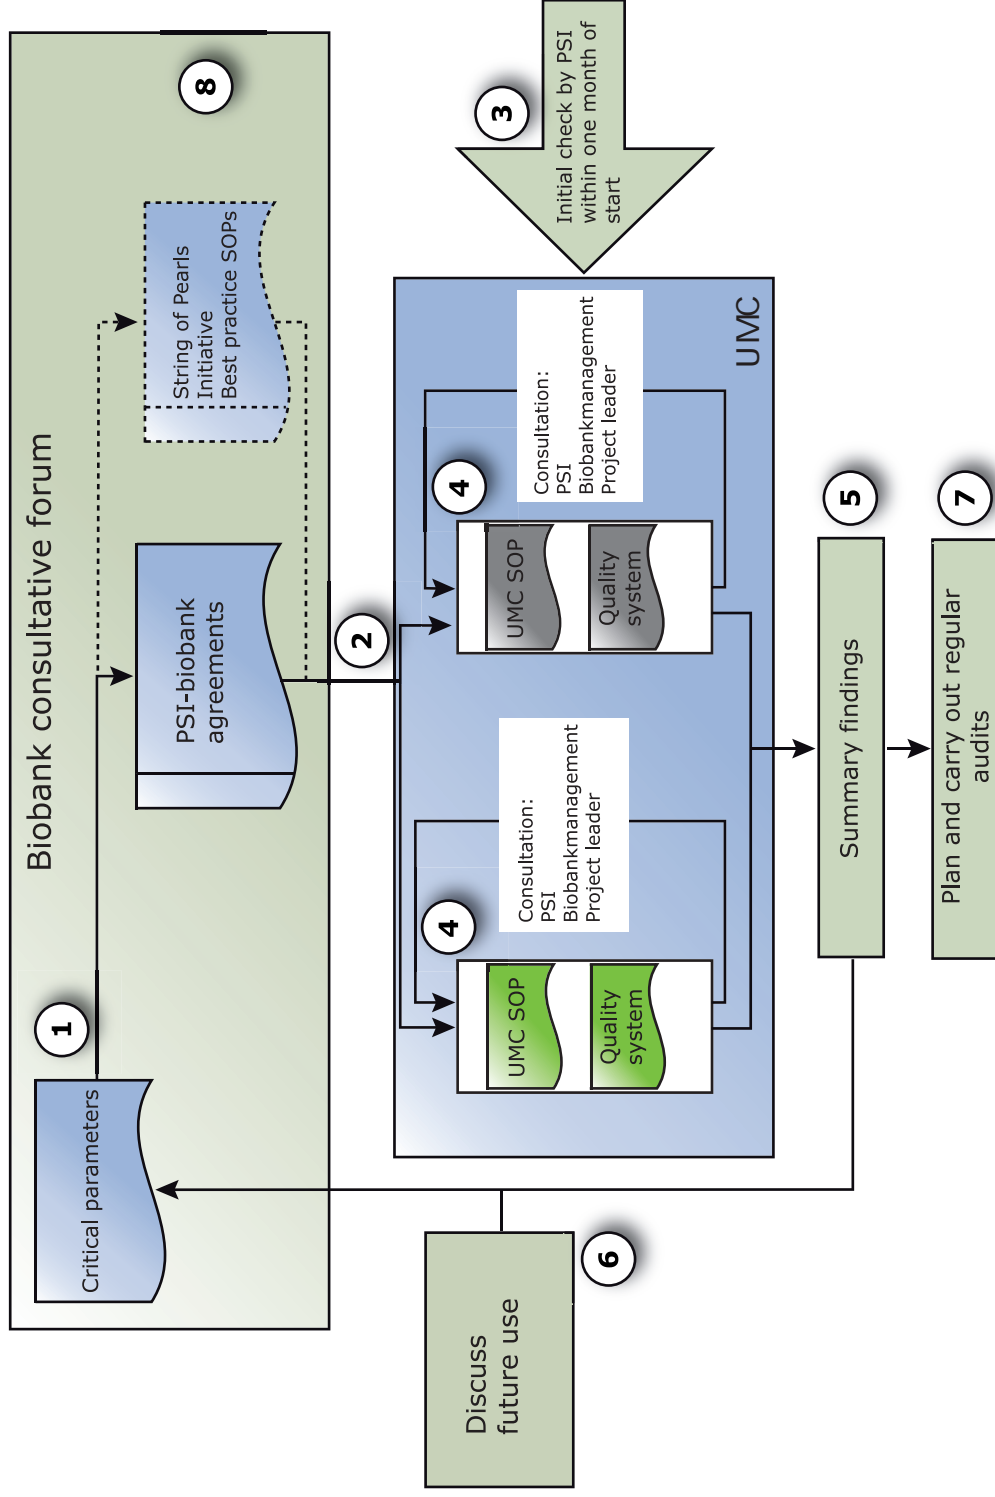 Biobank consultative forum
1
Critical parameters
PSI-biobank
agreements
String of Pearls
Initiative
Best practice SOPs
8
2
3
Initial check by PSI
within one month of
start
UMC
4
UMC SOP
Quality
system
Consultation:
PSI
Biobankmanagement
Project leader
4
UMC SOP
Quality
system
Consultation:
PSI
Biobankmanagement
Project leader
Discuss
future use
6
Summary findings
5
Plan and carry out regular
audits
7